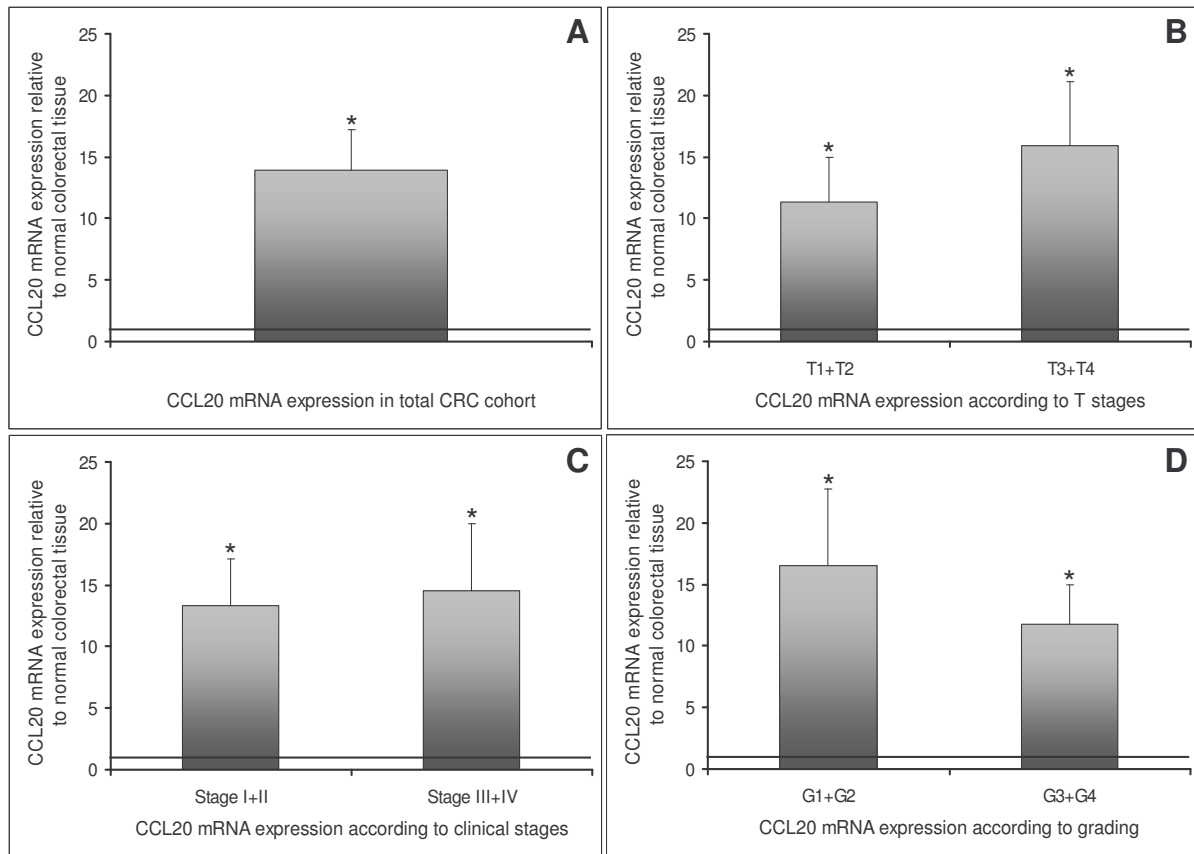 A
CCL20 mRNA expression relative
to normal colorectal tissue
25
20
15
10
5
0
*
CCL20 mRNA expression in total CRC cohort
B
CCL20 mRNA expression relative
to normal colorectal tissue
25
20
15
10
5
0
*
*
T1+T2
T3+T4
CCL20 mRNA expression according to T stages
C
CCL20 mRNA expression relative
to normal colorectal tissue
25
20
15
10
5
0
*
*
Stage I+II
Stage III+IV
CCL20 mRNA expression according to clinical stages
D
CCL20 mRNA expression relative
to normal colorectal tissue
25
20
15
10
5
0
*
*
G1+G2
G3+G4
CCL20 mRNA expression according to grading